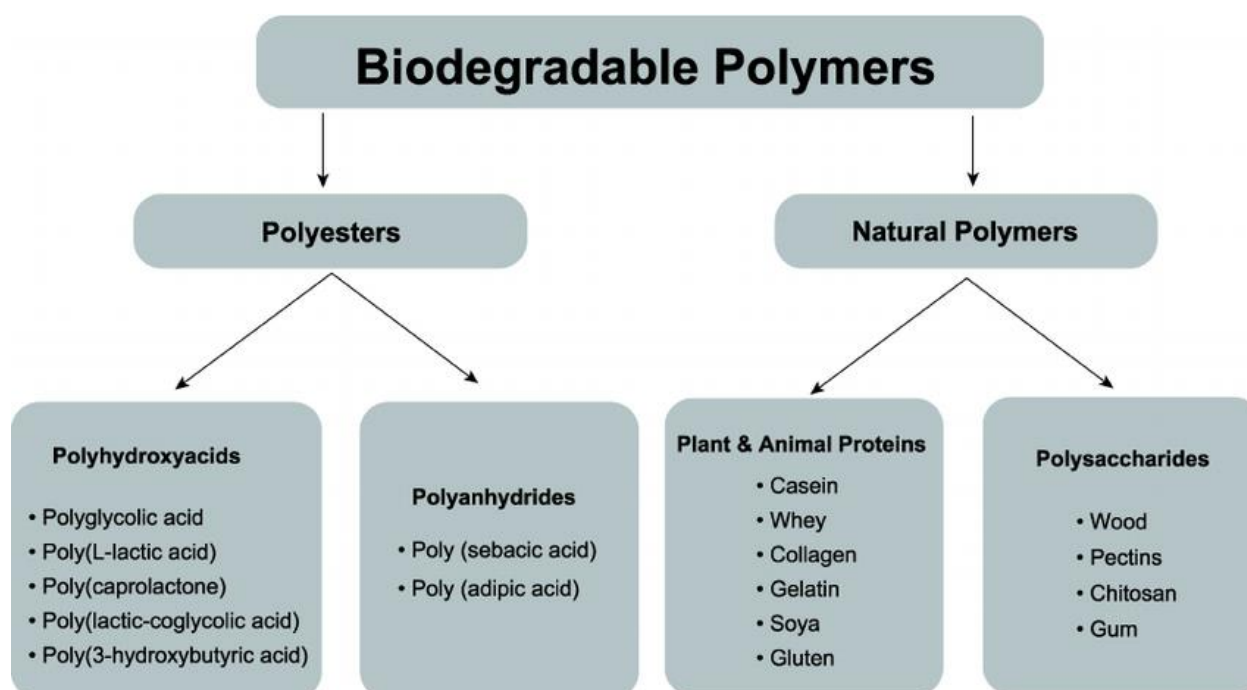 Biodegradable Polymers
Polyesters
Natural Polymers
Polyhydroxyacids
• Polyglycolic acid
• Poly(L-lactic acid)
• Poly(caprolactone)
• Poly(lactic-coglycolic acid)
• Poly(3-hydroxybutyric acid)
Polyanhydrides
• Poly (sebacic acid)
• Poly (adipic acid)
Plant & Animal Proteins
• Casein
• Whey
• Collagen
• Gelatin
• Soya
• Gluten
Polysaccharides
• Wood
• Pectins
• Chitosan
• Gum